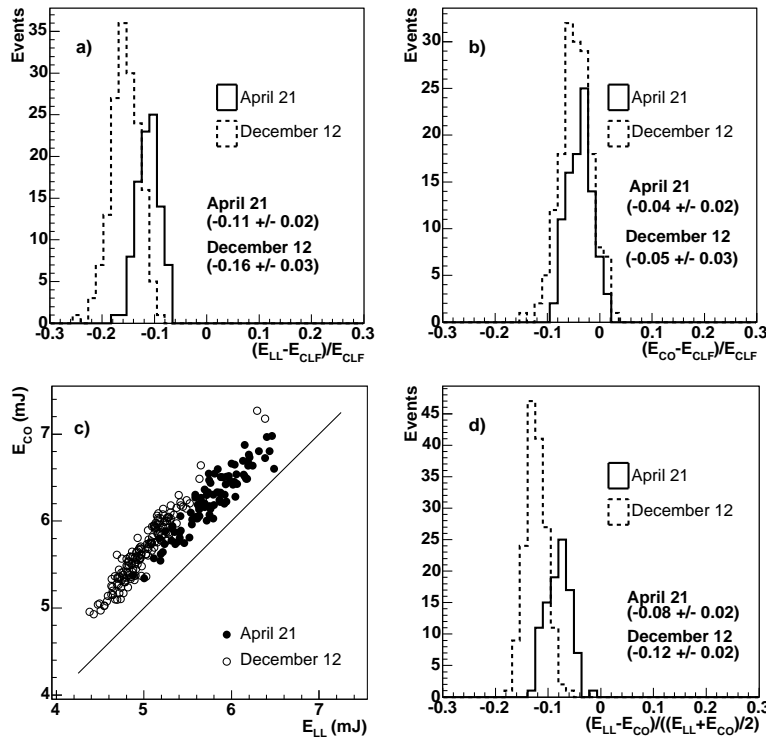 Events
a)
35
30
25
20
15
10
5
0
April 21
December 12
April 21
(-0.11 +/- 0.02)
December 12
(-0.16 +/- 0.03)
-0.3 -0.2 -0.1 0 0.1 0.2 0.3
(E_LL-E_CLF)/E_CLF
Events
b)
30
25
20
15
10
5
0
April 21
December 12
April 21
(-0.04 +/- 0.02)
December 12
(-0.05 +/- 0.03)
-0.3 -0.2 -0.1 0 0.1 0.2 0.3
(E_CO-E_CLF)/E_CLF
E_CO (mJ)
c)
7
6
5
4
April 21
December 12
4 5 6 7
E_LL (mJ)
Events
d)
45
40
35
30
25
20
15
10
5
0
April 21
December 12
April 21
(-0.08 +/- 0.02)
December 12
(-0.12 +/- 0.02)
-0.3 -0.2 -0.1 0 0.1 0.2 0.3
(E_LL-E_CO)/((E_LL+E_CO)/2)